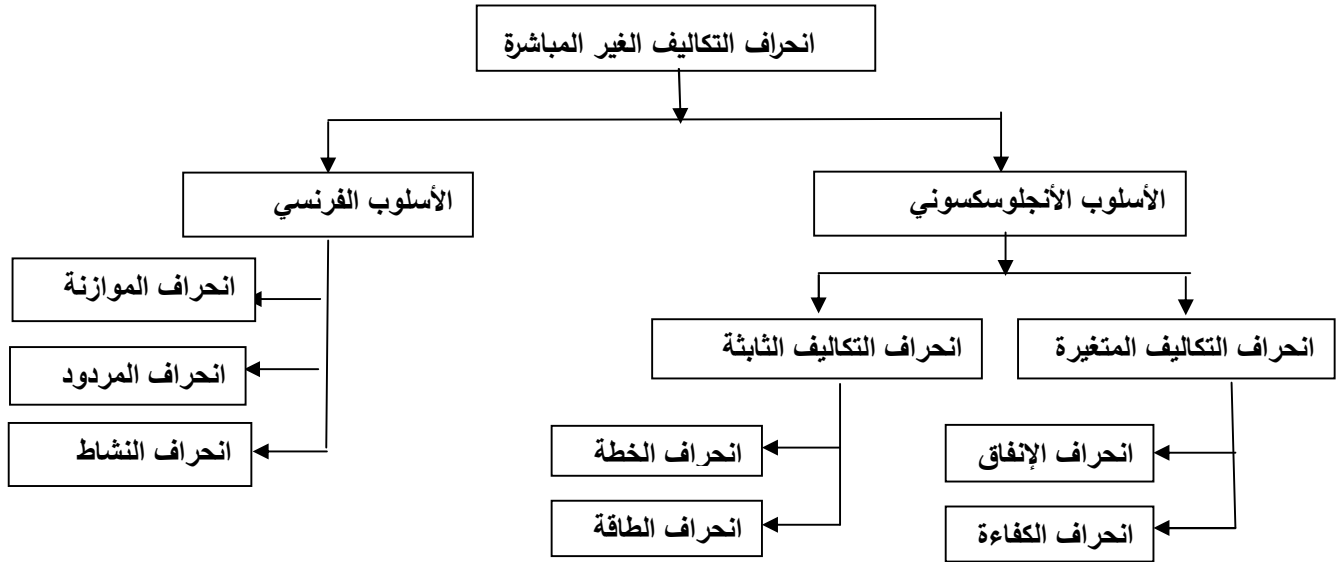 انحراف التكاليف الغير المباشرة
الأسلوب الأنجلوسكسوني
الأسلوب الفرنسي
انحراف التكاليف المتغيرة
انحراف التكاليف الثابثة
انحراف الإنفاق
انحراف الكفاءة
انحراف الخطة
انحراف الطاقة
انحراف الموازنة
انحراف المردود
انحراف النشاط